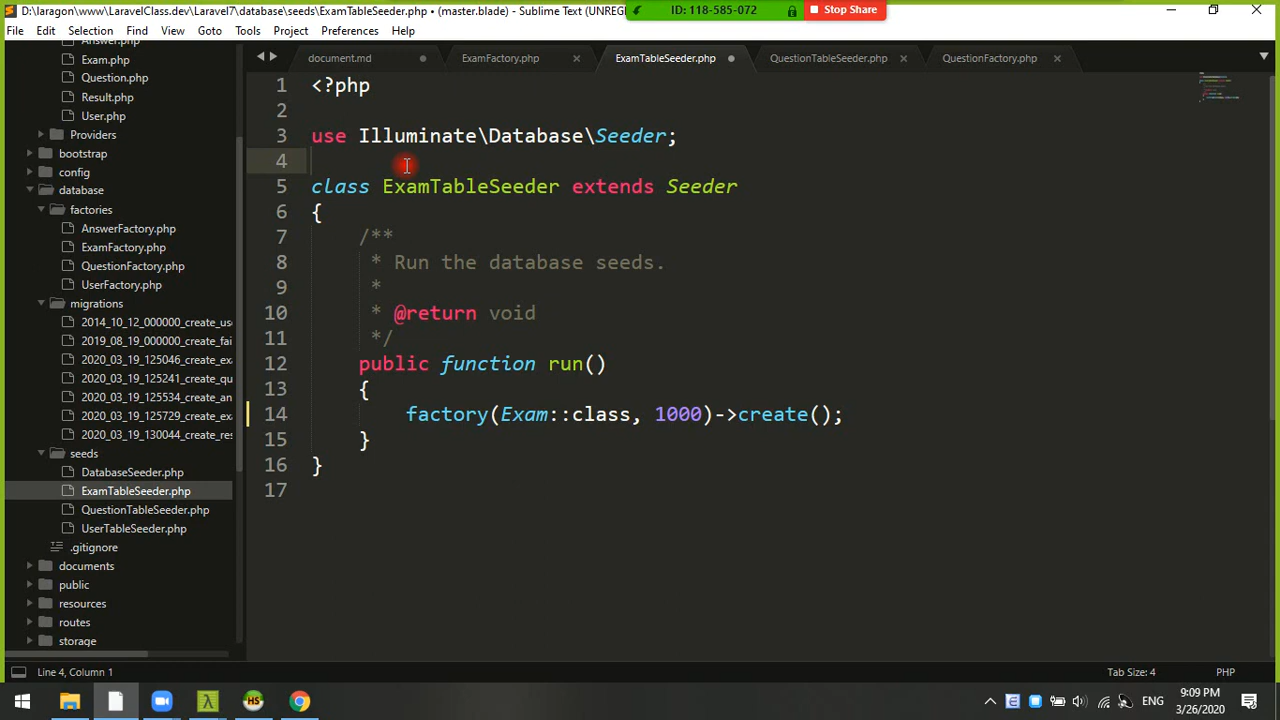 D:\laragon\www\LaravelClass.dev\Laravel7\database\seeds\ExamTableSeeder.php • (master.blade) - Sublime Text (UNREG
ID: 118-585-072
Stop Share
File Edit Selection Find View Goto Tools Project Preferences Help
Answer.php
Exam.php
Question.php
Result.php
User.php
Providers
bootstrap
config
database
factories
AnswerFactory.php
ExamFactory.php
QuestionFactory.php
UserFactory.php
migrations
2014_10_12_000000_create_use
2019_08_19_000000_create_fai
2020_03_19_125046_create_exa
2020_03_19_125241_create_qu
2020_03_19_125534_create_an
2020_03_19_125729_create_exa
2020_03_19_130044_create_res
seeds
DatabaseSeeder.php
ExamTableSeeder.php
QuestionTableSeeder.php
UserTableSeeder.php
.gitignore
documents
public
resources
routes
storage
document.md ExamFactory.php ExamTableSeeder.php QuestionTableSeeder.php QuestionFactory.php
1 <?php
2
3 use Illuminate\Database\Seeder;
4
5 class ExamTableSeeder extends Seeder
6 {
7 /**
8 * Run the database seeds.
9 *
10 * @return void
11 */
12 public function run()
13 {
14 factory(Exam::class, 1000)->create();
15 }
16 }
17
Line 4, Column 1
Tab Size: 4
PHP
ENG
9:09 PM
3/26/2020